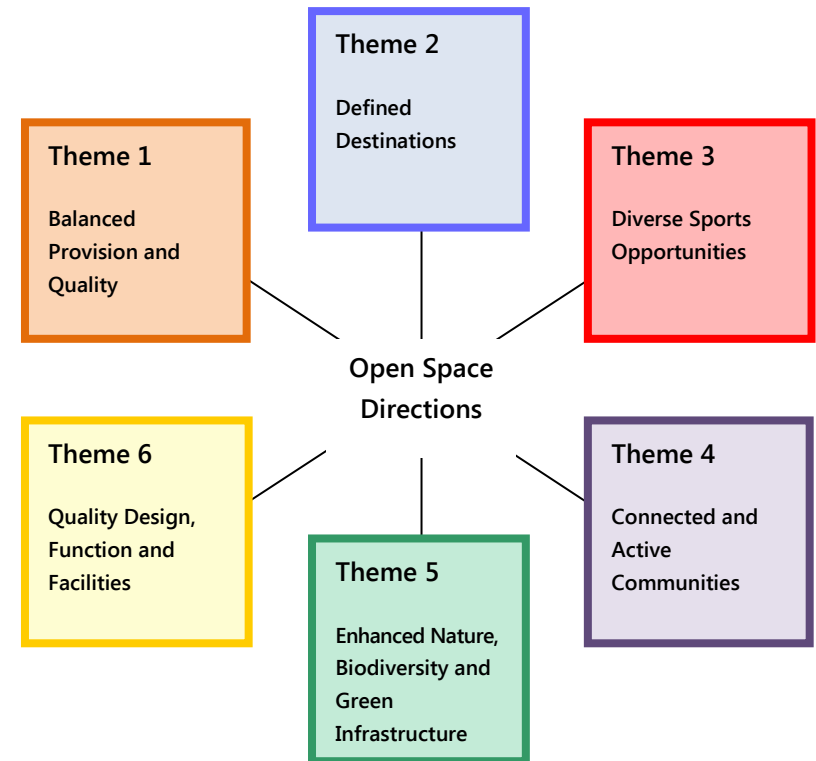 Theme 1
Balanced
Provision and
Quality
Theme 2
Defined
Destinations
Theme 3
Diverse Sports
Opportunities
Open Space
Directions
Theme 4
Connected and
Active
Communities
Theme 5
Enhanced Nature,
Biodiversity and
Green
Infrastructure
Theme 6
Quality Design,
Function and
Facilities